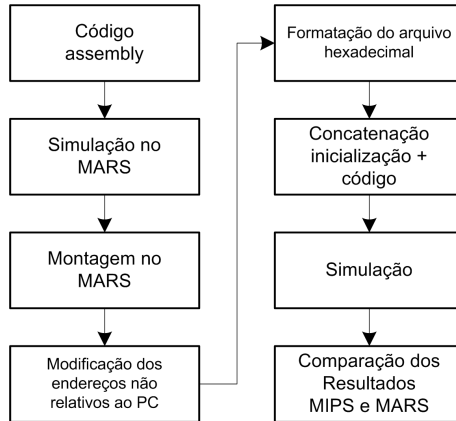 Código
assembly
Simulação no
MARS
Montagem no
MARS
Modificação dos
endereços não
relativos ao PC
Formatação do arquivo
hexadecimal
Concatenação
inicialização +
código
Simulação
Comparação dos
Resultados
MIPS e MARS